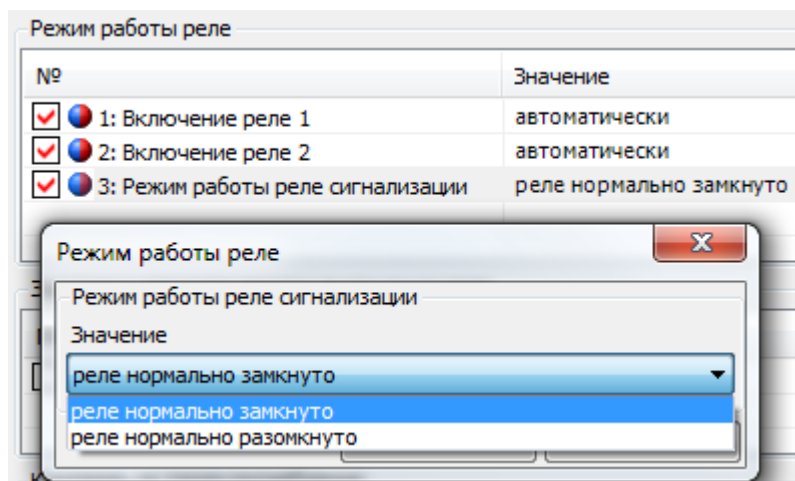 Режим работы реле
№ Значение
1: Включение реле 1 автоматически
2: Включение реле 2 автоматически
3: Режим работы реле сигнализации реле нормально замкнуто
Режим работы реле
Режим работы реле сигнализации
Значение
реле нормально замкнуто
реле нормально замкнуто
реле нормально разомкнуто